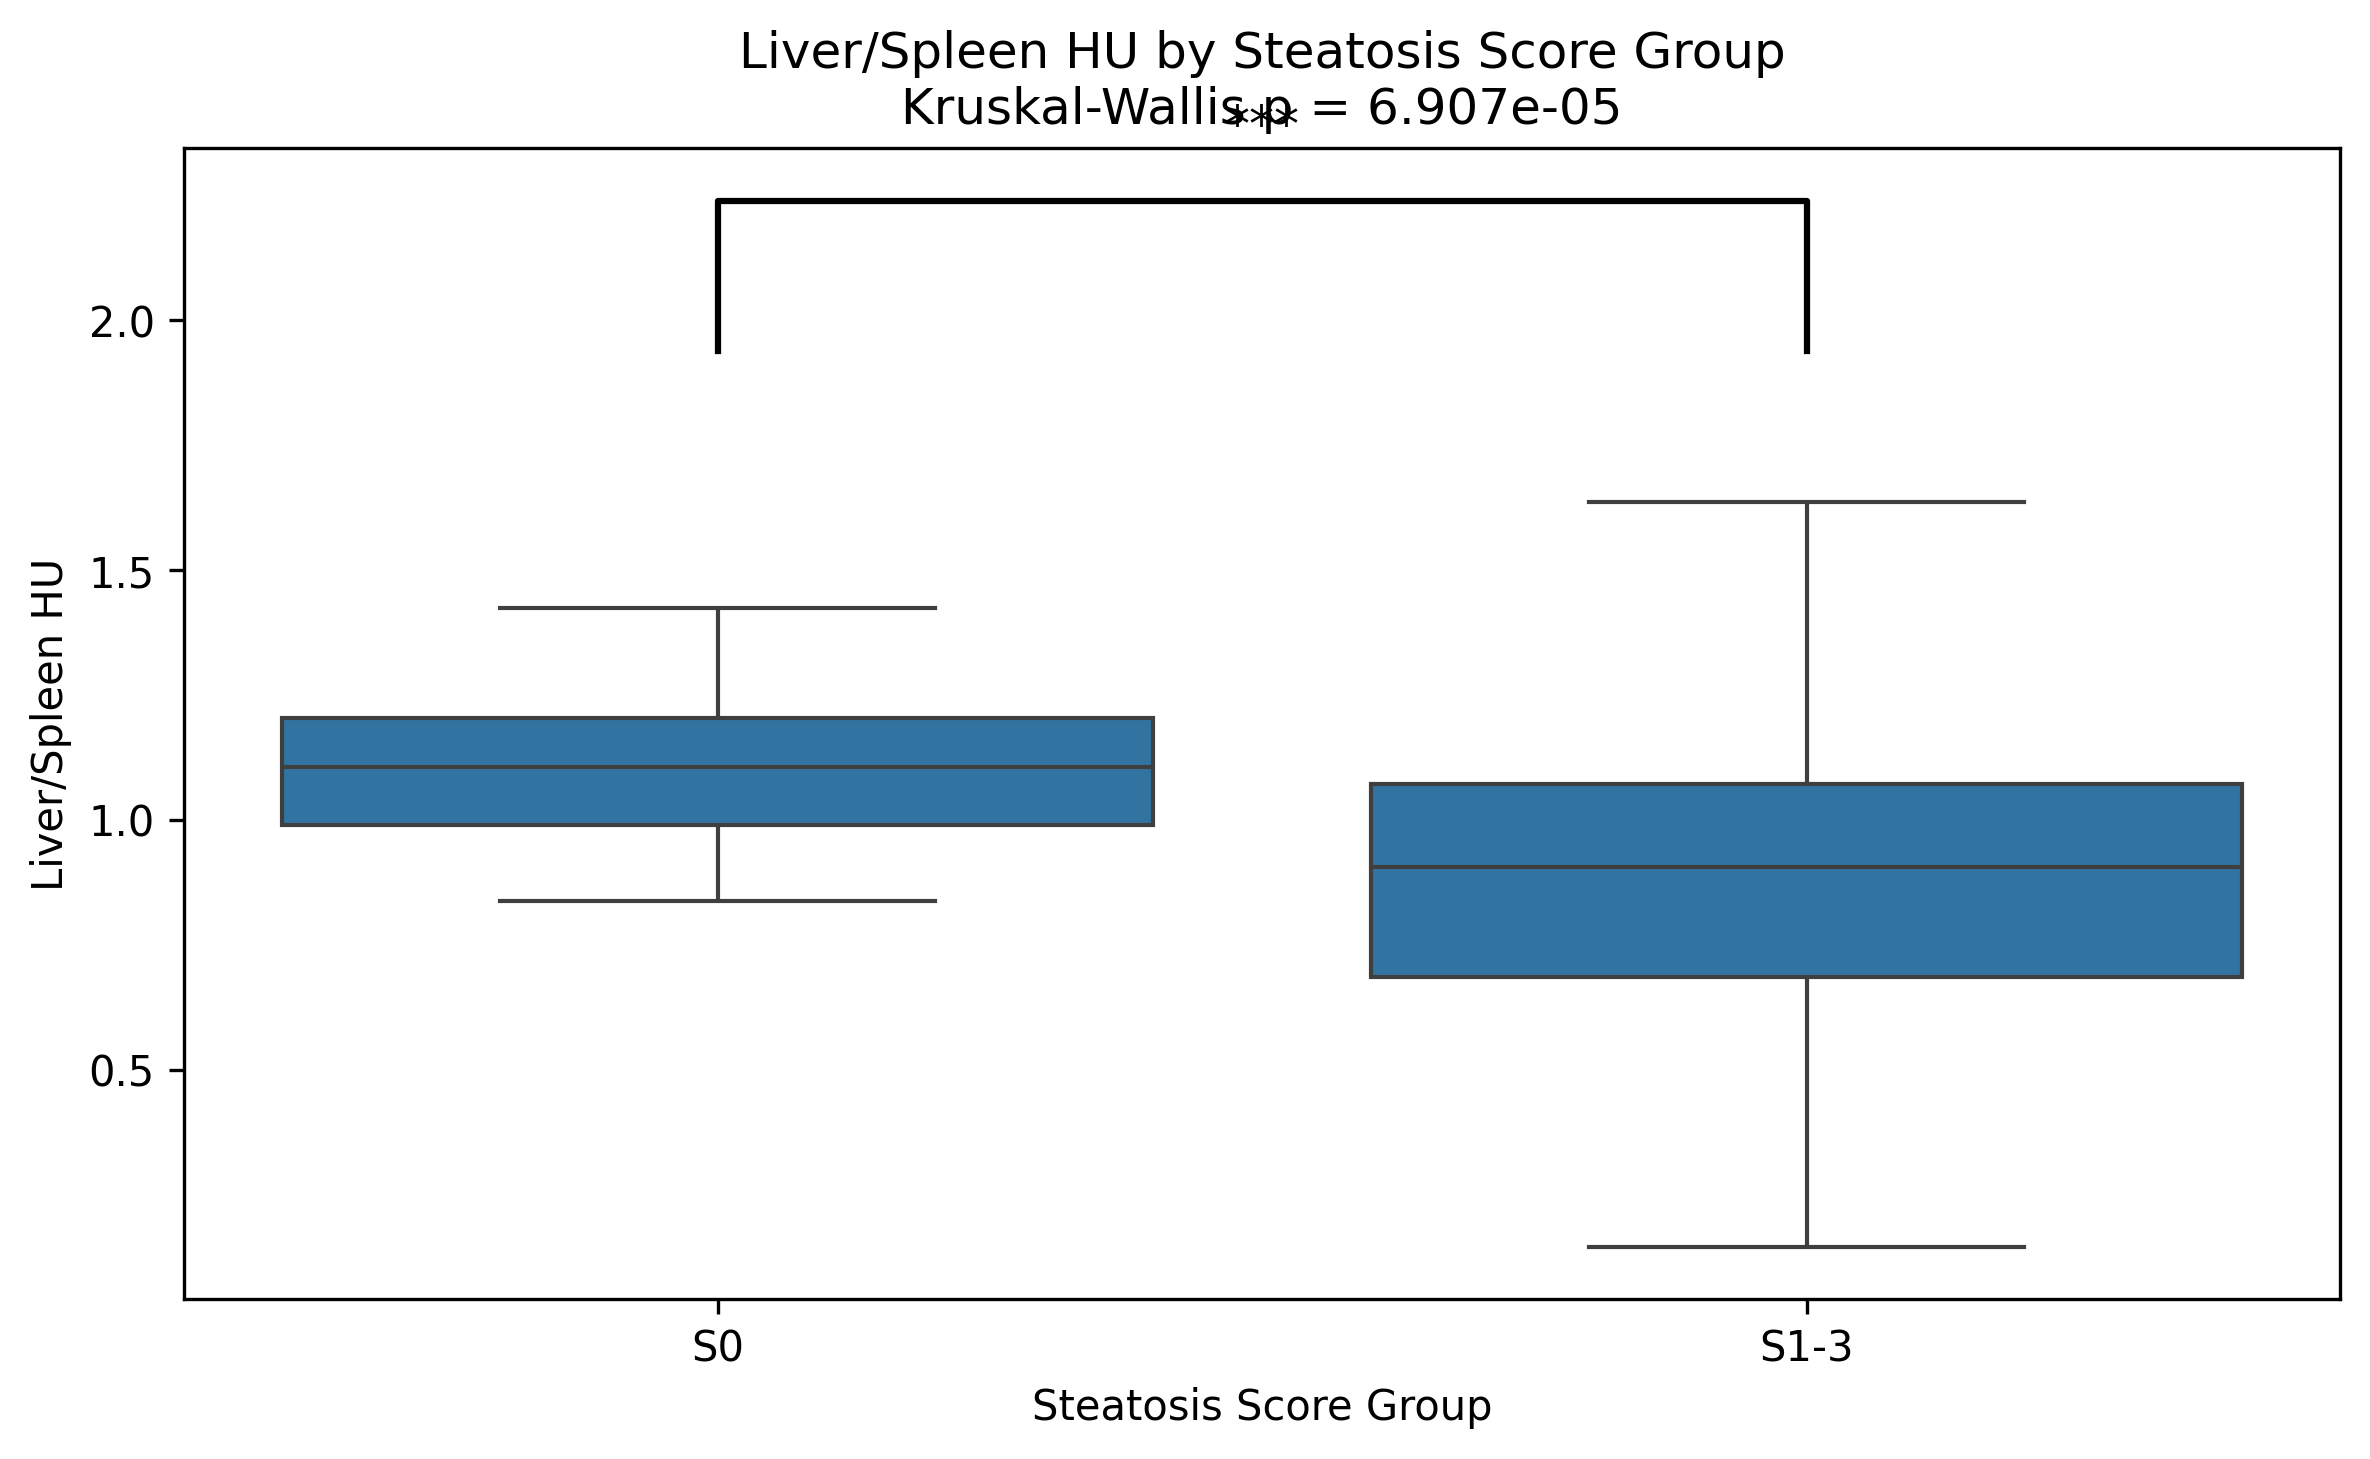 Liver/Spleen HU by Steatosis Score Group
Kruskal-Wallis p = 6.907e-05
***
Liver/Spleen HU
2.0
1.5
1.0
0.5
S0
S1-3
Steatosis Score Group